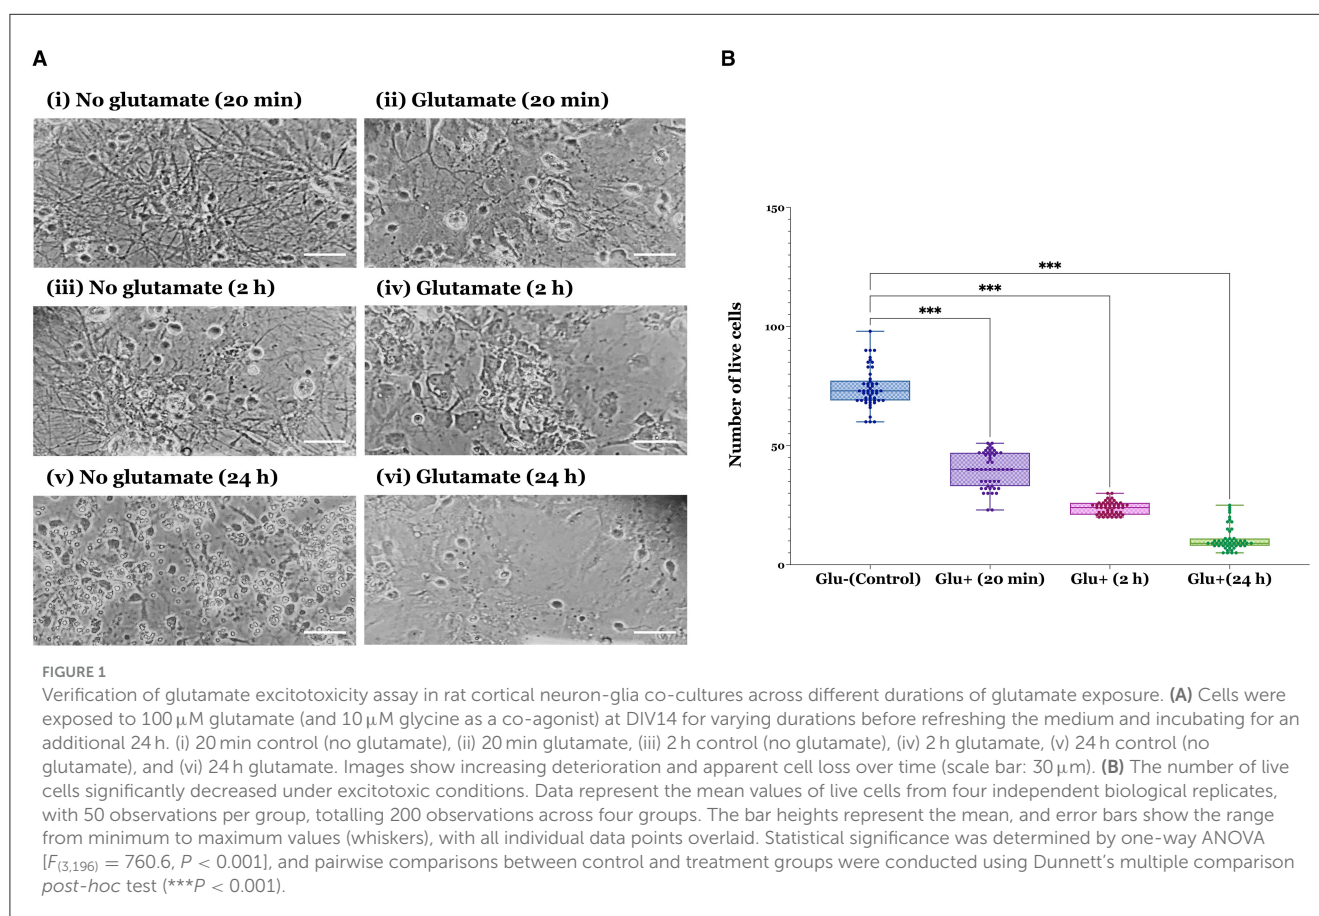 A
(i) No glutamate (20 min)
(ii) Glutamate (20 min)
(iii) No glutamate (2 h)
(iv) Glutamate (2 h)
(v) No glutamate (24 h)
(vi) Glutamate (24 h)
B
150
100
50
0
Number of live cells
***
***
***
Glu-(Control)
Glu+ (20 min)
Glu+ (2 h)
Glu+(24 h)
FIGURE 1
Verification of glutamate excitotoxicity assay in rat cortical neuron-glia co-cultures across different durations of glutamate exposure. (A) Cells were
exposed to 100 μM glutamate (and 10 μM glycine as a co-agonist) at DIV14 for varying durations before refreshing the medium and incubating for an
additional 24 h. (i) 20 min control (no glutamate), (ii) 20 min glutamate, (iii) 2 h control (no glutamate), (iv) 2 h glutamate, (v) 24 h control (no
glutamate), and (vi) 24 h glutamate. Images show increasing deterioration and apparent cell loss over time (scale bar: 30 μm). (B) The number of live
cells significantly decreased under excitotoxic conditions. Data represent the mean values of live cells from four independent biological replicates,
with 50 observations per group, totalling 200 observations across four groups. The bar heights represent the mean, and error bars show the range
from minimum to maximum values (whiskers), with all individual data points overlaid. Statistical significance was determined by one-way ANOVA
[F(3,196) = 760.6, P < 0.001], and pairwise comparisons between control and treatment groups were conducted using Dunnett's multiple comparison
post-hoc test (***P < 0.001).